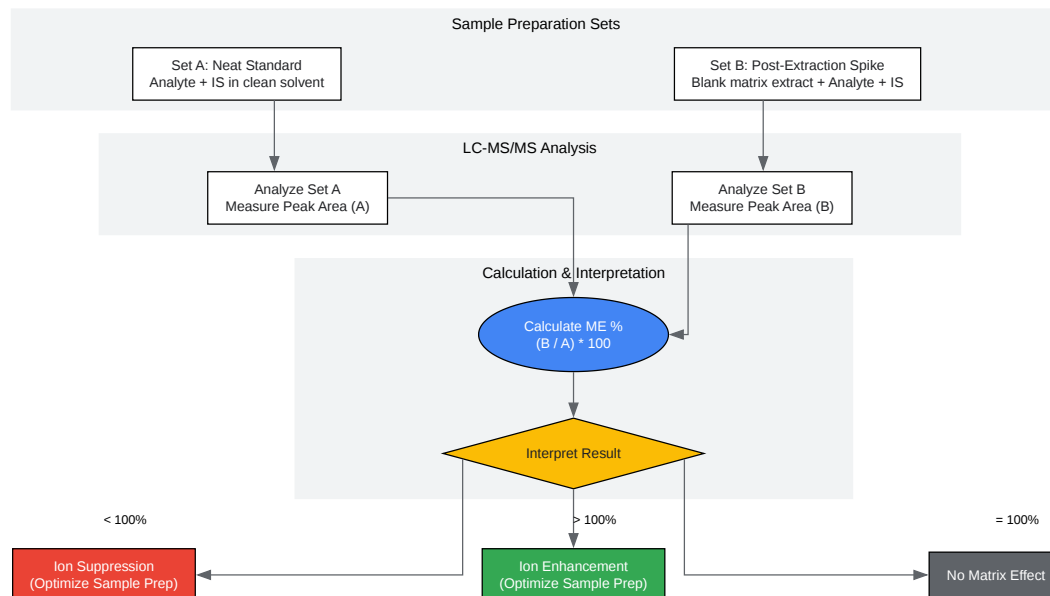 Sample Preparation Sets
Set A: Neat Standard
Analyte + IS in clean solvent
Set B: Post-Extraction Spike
Blank matrix extract + Analyte + IS
LC-MS/MS Analysis
Analyze Set A
Measure Peak Area (A)
Analyze Set B
Measure Peak Area (B)
Calculation & Interpretation
Calculate ME %
(B / A) * 100
Interpret Result
< 100%
> 100%
= 100%
Ion Suppression
(Optimize Sample Prep)
Ion Enhancement
(Optimize Sample Prep)
No Matrix Effect